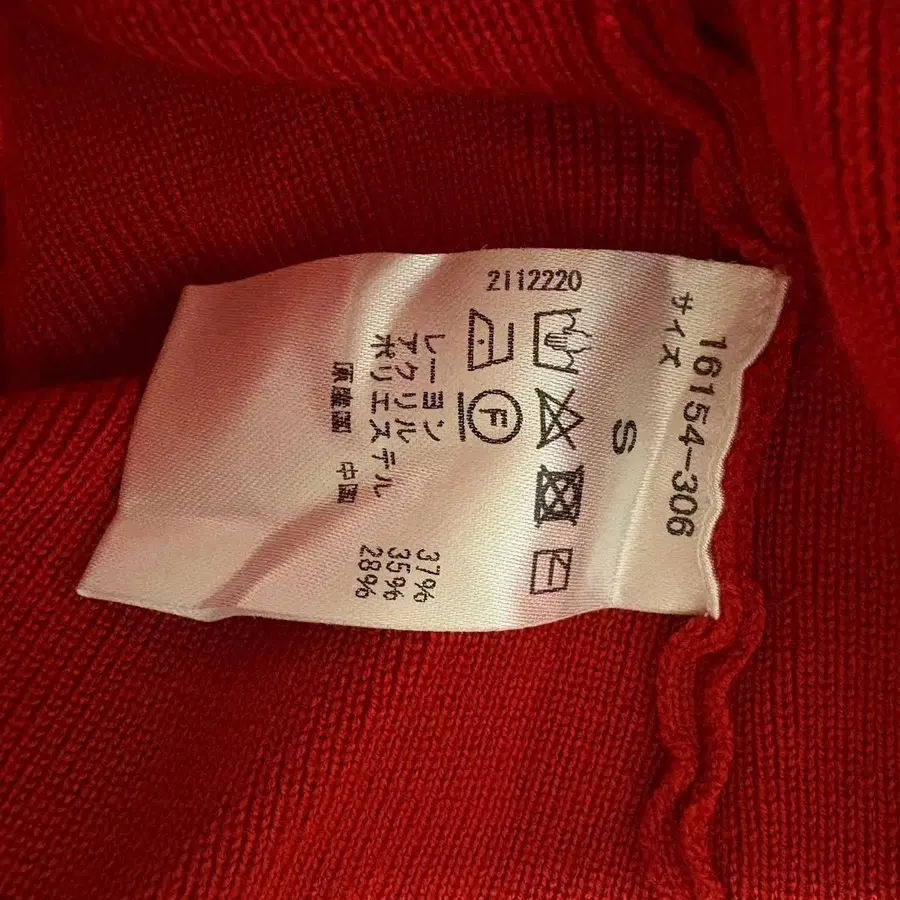 2112220
16154-306
サイズ S
F
レーヨン 37%
アクリル 35%
ポリエステル 28%
原産国 中国